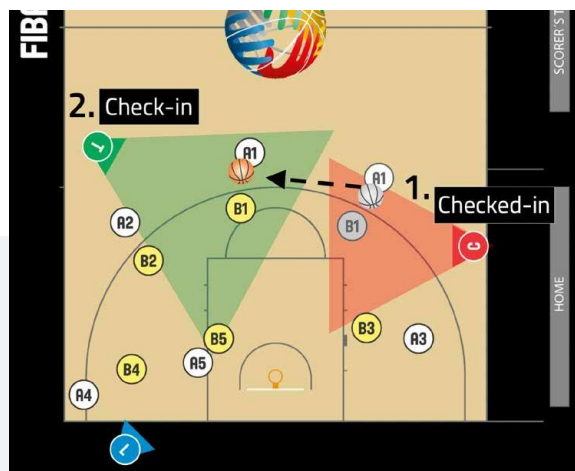 FIB
SCORER'S T
2. Check-in
T
A1
A1
1.
Checked-in
A2
B1
B1
C
B2
HOME
B5
B3
A3
A5
B4
A4
L